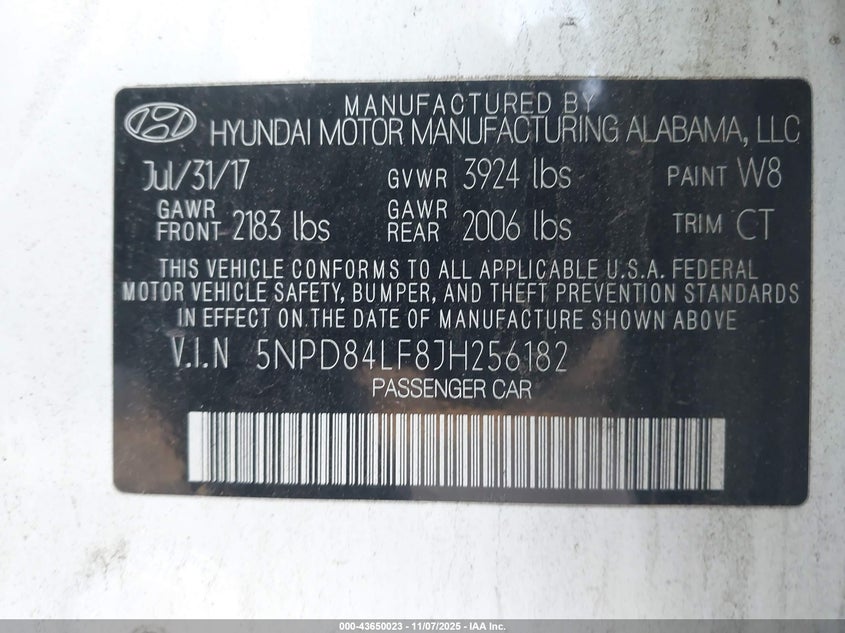 MANUFACTURED BY
HYUNDAI MOTOR MANUFACTURING ALABAMA, LLC
Jul/31/17 GVWR 3924 lbs PAINT W8
GAWR FRONT 2183 lbs GAWR REAR 2006 lbs TRIM CT
THIS VEHICLE CONFORMS TO ALL APPLICABLE U.S.A. FEDERAL
MOTOR VEHICLE SAFETY, BUMPER, AND THEFT PREVENTION STANDARDS
IN EFFECT ON THE DATE OF MANUFACTURE SHOWN ABOVE
V.I.N 5NPD84LF8JH256182
PASSENGER CAR
000-43650023 - 11/07/2025 - IAA Inc.